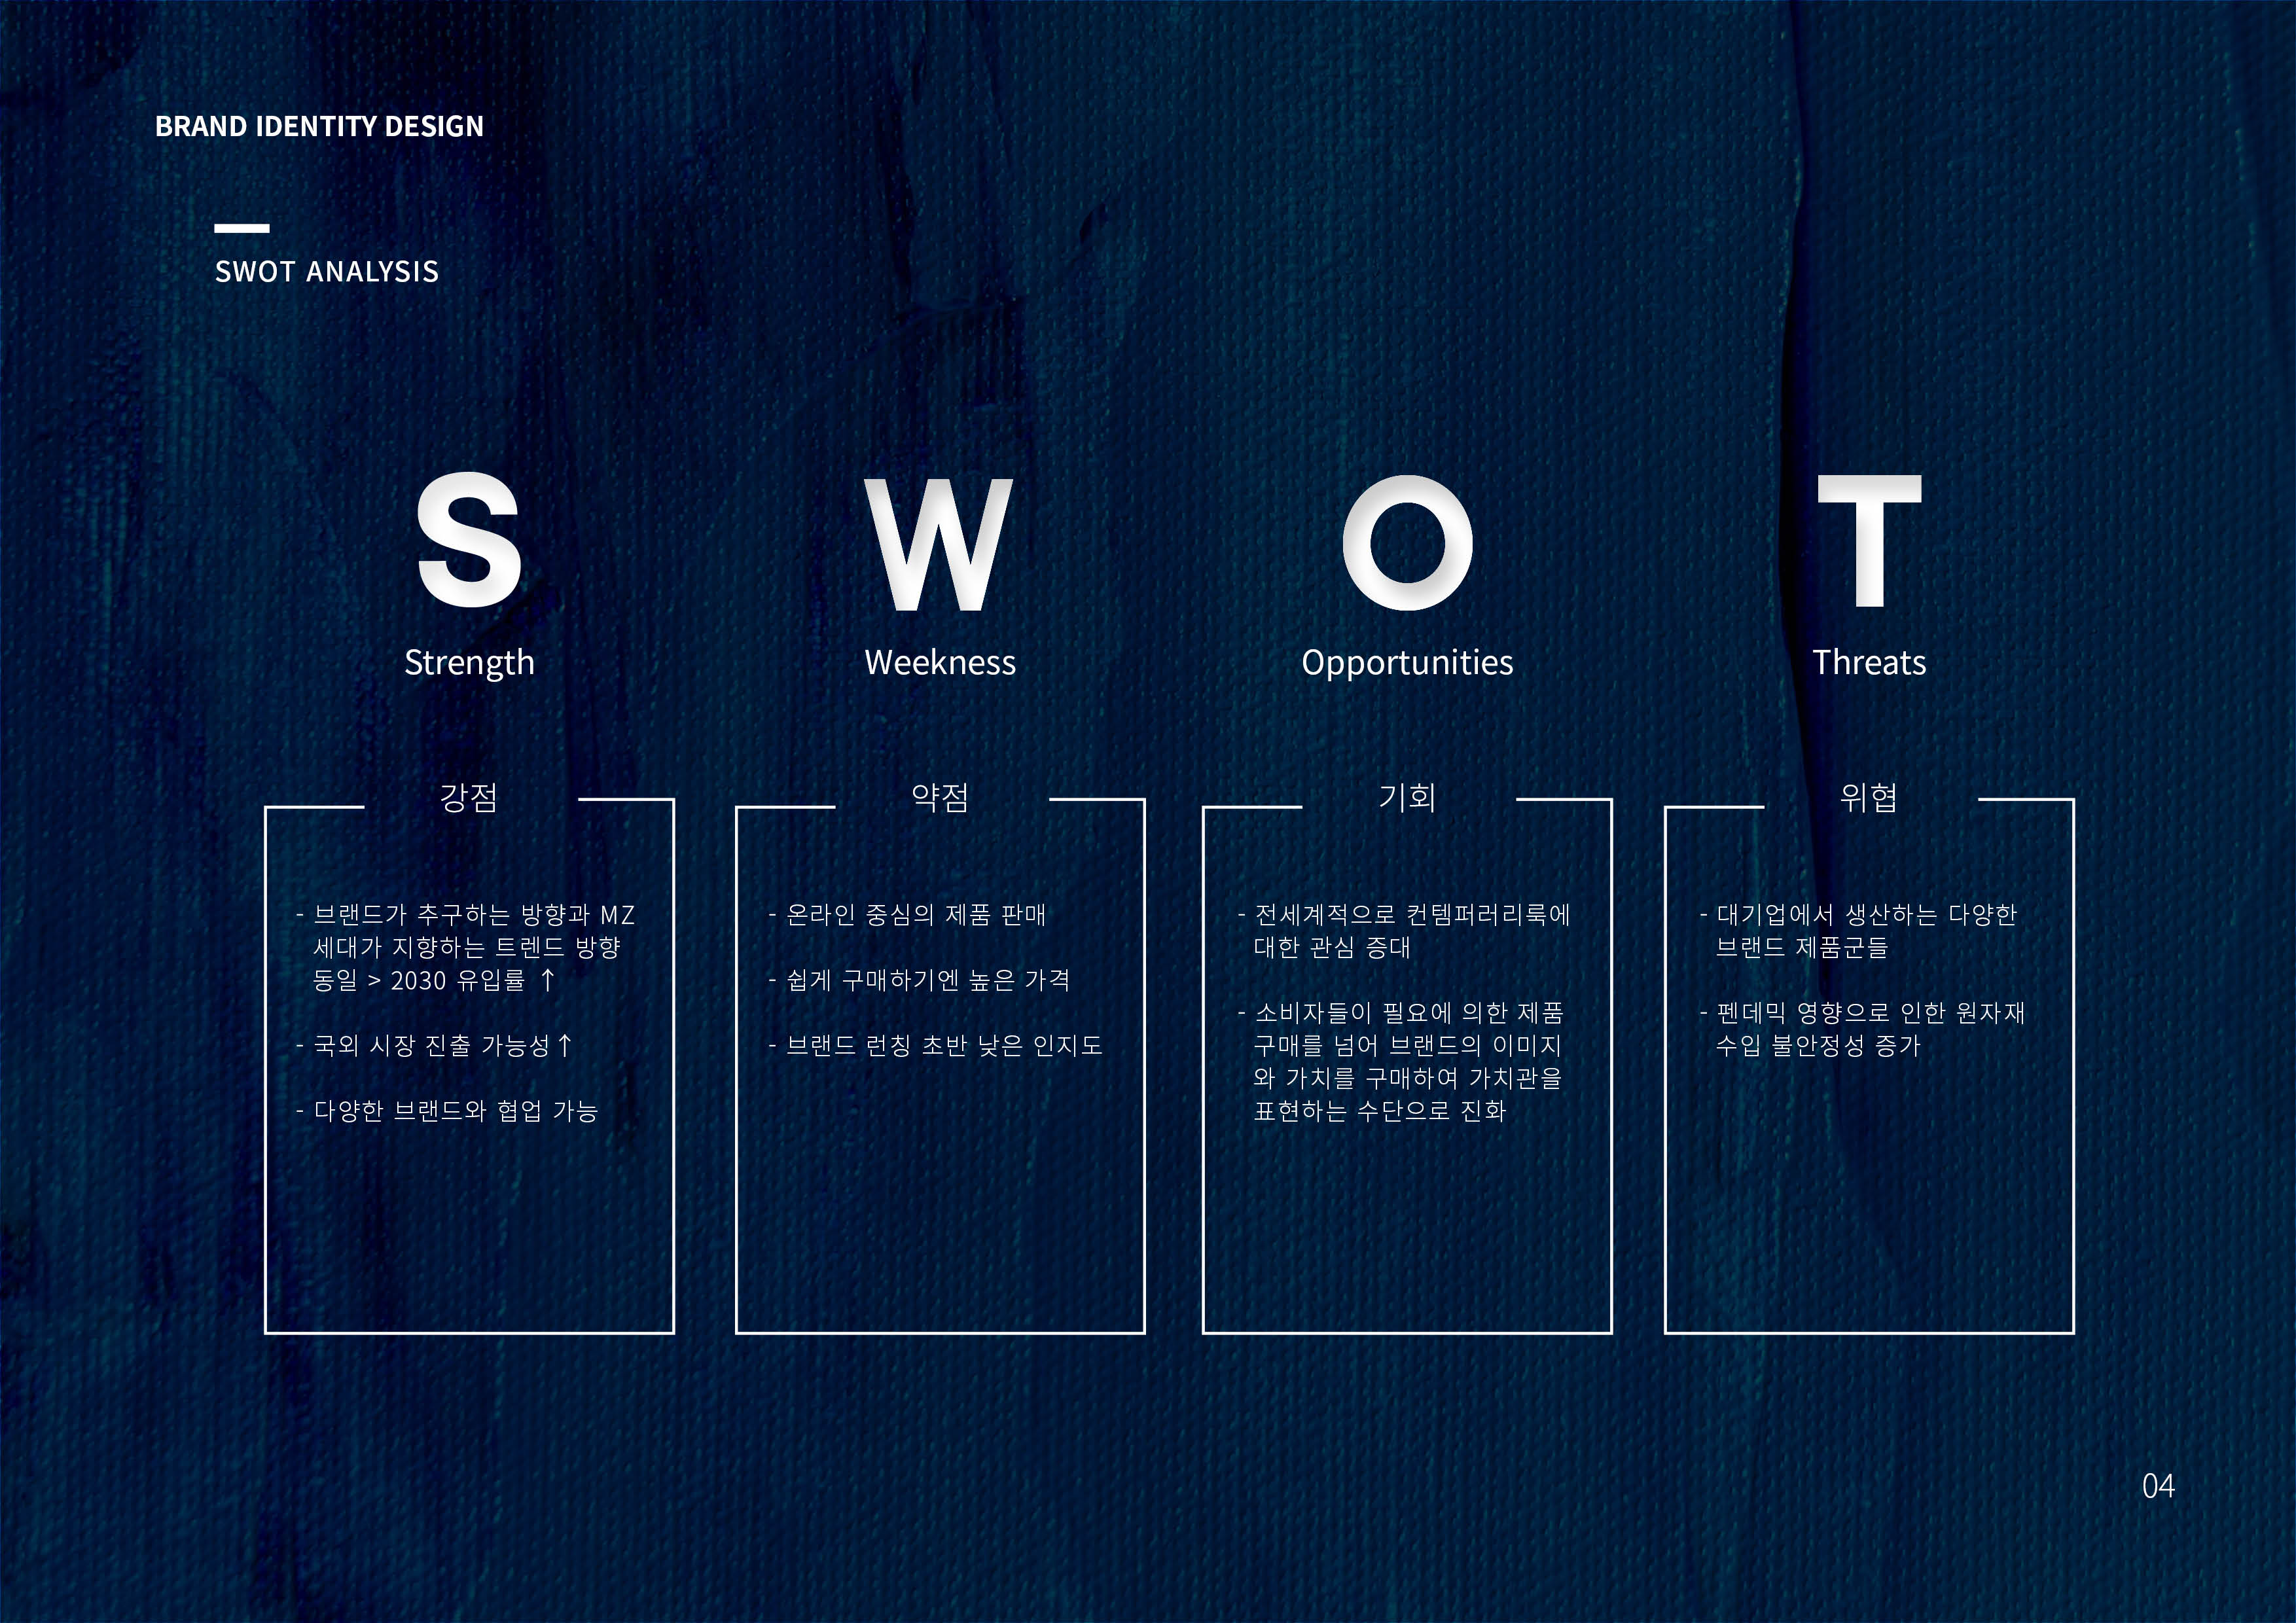 BRAND IDENTITY DESIGN
SWOT ANALYSIS
S
Strength
강점
- 브랜드가 추구하는 방향과 MZ
세대가 지향하는 트렌드 방향
동일 > 2030 유입률 ↑
- 국외 시장 진출 가능성↑
- 다양한 브랜드와 협업 가능
W
Weekness
약점
- 온라인 중심의 제품 판매
- 쉽게 구매하기엔 높은 가격
- 브랜드 런칭 초반 낮은 인지도
O
Opportunities
기회
- 전세계적으로 컨템퍼러리룩에
대한 관심 증대
- 소비자들이 필요에 의한 제품
구매를 넘어 브랜드의 이미지
와 가치를 구매하여 가치관을
표현하는 수단으로 진화
T
Threats
위협
- 대기업에서 생산하는 다양한
브랜드 제품군들
- 펜데믹 영향으로 인한 원자재
수입 불안정성 증가
04